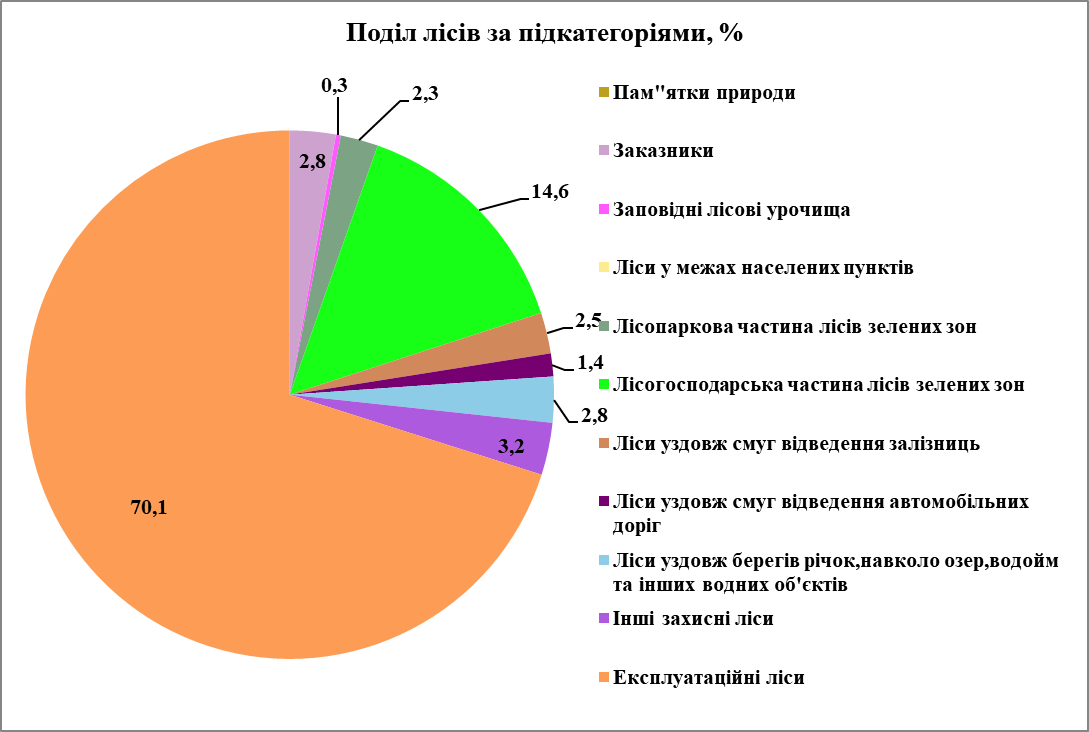 Поділ лісів за підкатегоріями, %
0,3
2,3
2,8
14,6
2,5
1,4
2,8
3,2
70,1
Пам"ятки природи
Заказники
Заповідні лісові урочища
Ліси у межах населених пунктів
Лісопаркова частина лісів зелених зон
Лісогосподарська частина лісів зелених зон
Ліси уздовж смуг відведення залізниць
Ліси уздовж смуг відведення автомобільних
доріг
Ліси уздовж берегів річок,навколо озер,водойм
та інших водних об'єктів
Інші захисні ліси
Експлуатаційні ліси